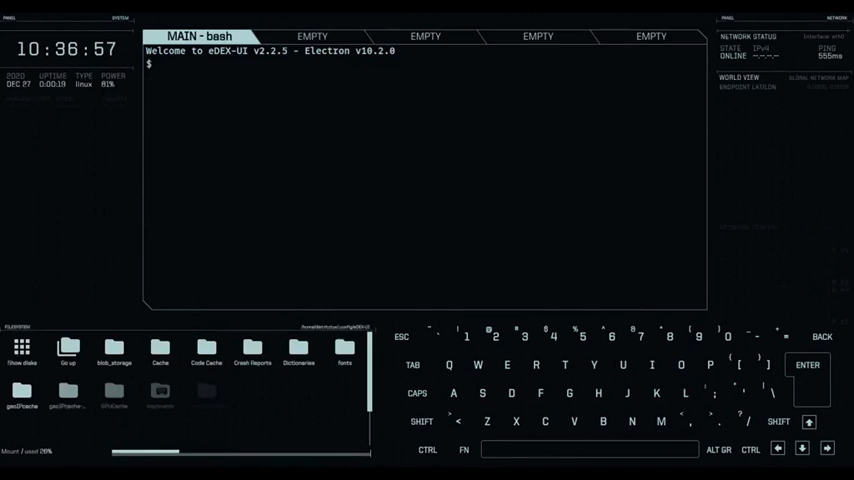 PANEL SYSTEM
10:36:57
2020 UPTIME TYPE POWER
DEC 27 0:00:19 linux 81%
MAIN - bash EMPTY EMPTY EMPTY EMPTY
Welcome to eDEX-UI v2.2.5 - Electron v10.2.0
$
PANEL NETWORK
NETWORK STATUS Interface: eth0
STATE IPv4 PING
ONLINE --.--.--.-- 555ms
WORLD VIEW GLOBAL NETWORK MAP
ENDPOINT LAT/LON
FILESYSTEM
Show disks Go up blob_storage Cache Code Cache Crash Reports Dictionaries fonts
geoIPcache GPUCache keyboards
Mount / used 26%
ESC ~ ` ! 1 @ 2 # 3 $ 4 % 5 ^ 6 & 7 * 8 ( 9 ) 0 _ - + = BACK
TAB Q W E R T Y U I O P { [ } ] ENTER
CAPS A S D F G H J K L : ; " ' | \
SHIFT > < Z X C V B N M < , > . ? / SHIFT
CTRL FN ALT GR CTRL